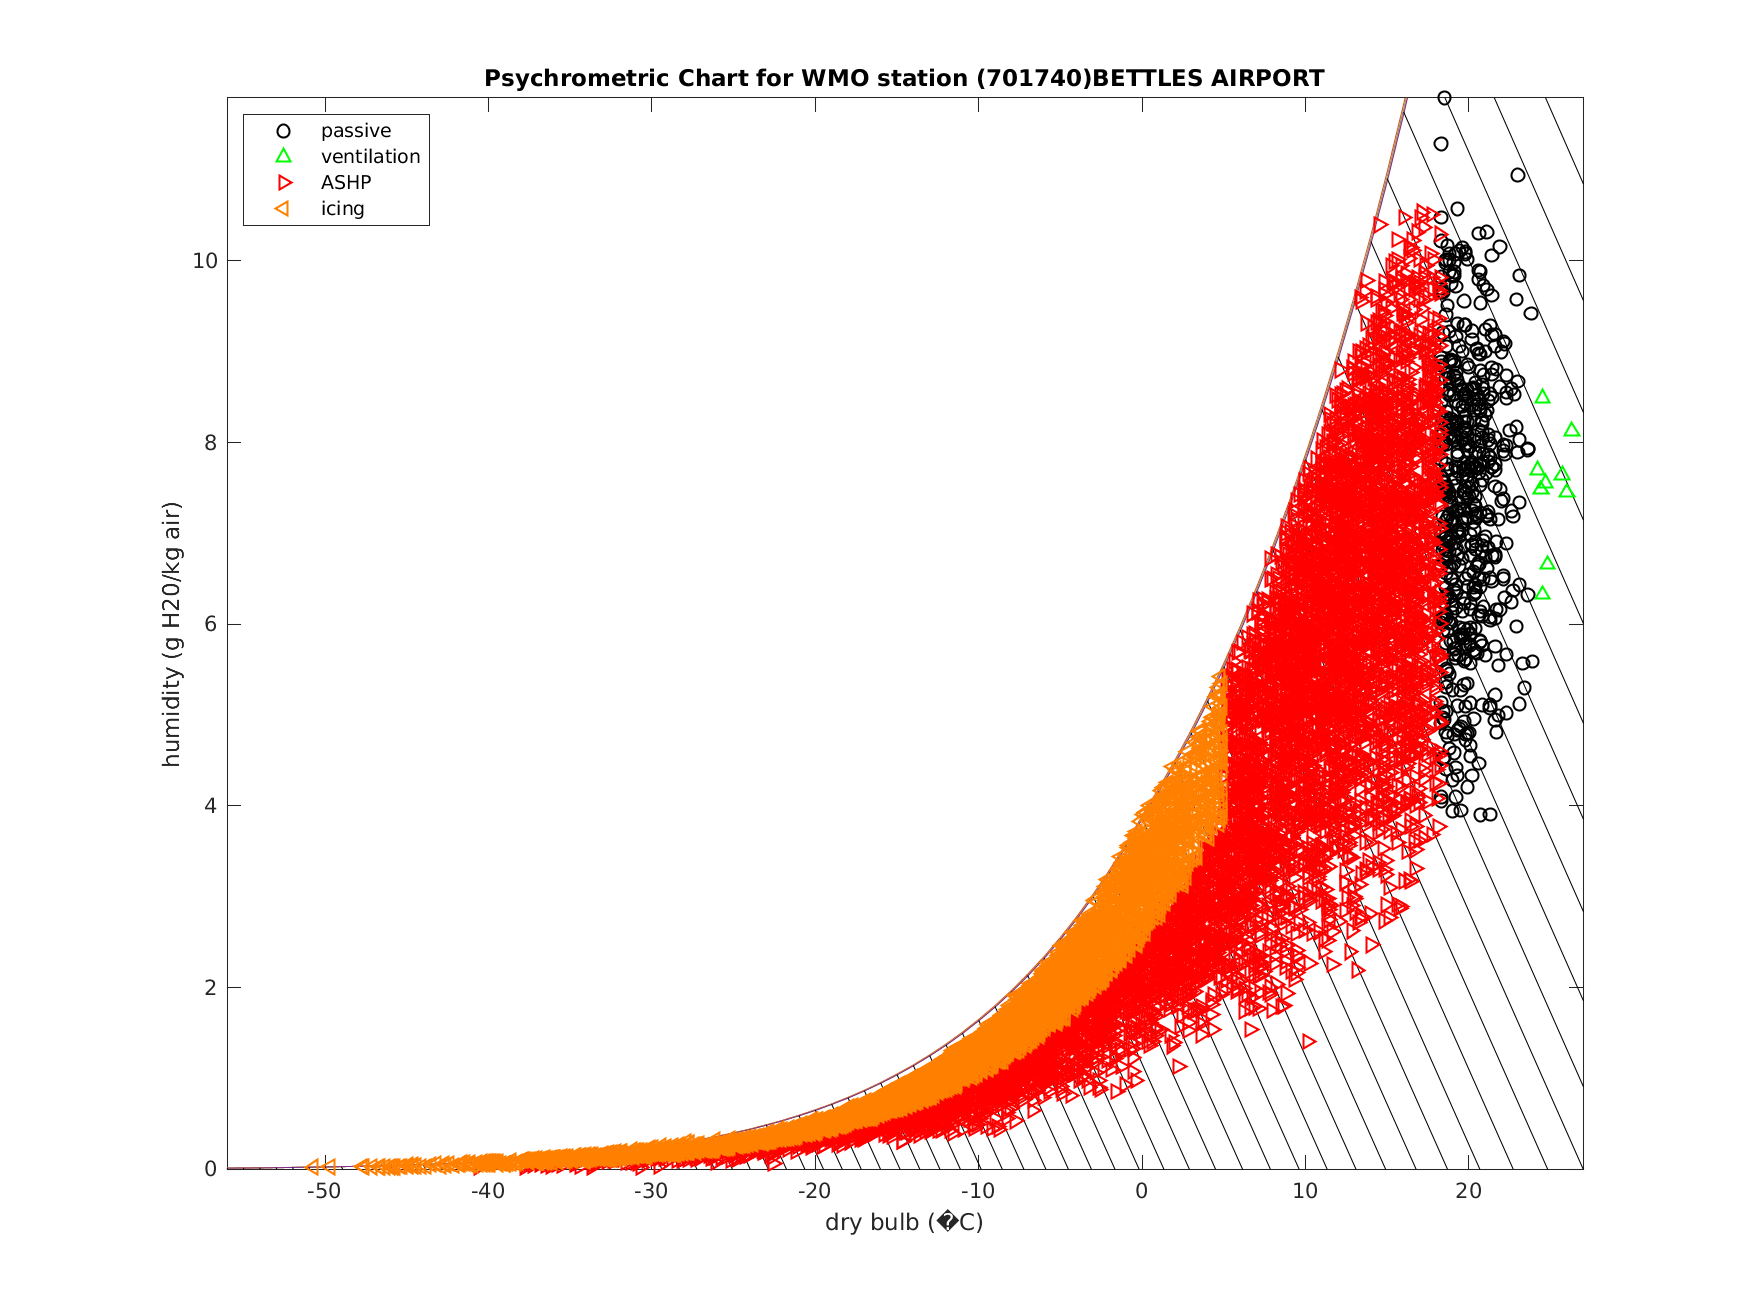 Psychrometric Chart for WMO station (701740)BETTLES AIRPORT
passive
ventilation
ASHP
icing
humidity (g H20/kg air)
10
8
6
4
2
0
-50 -40 -30 -20 -10 0 10 20
dry bulb (�C)